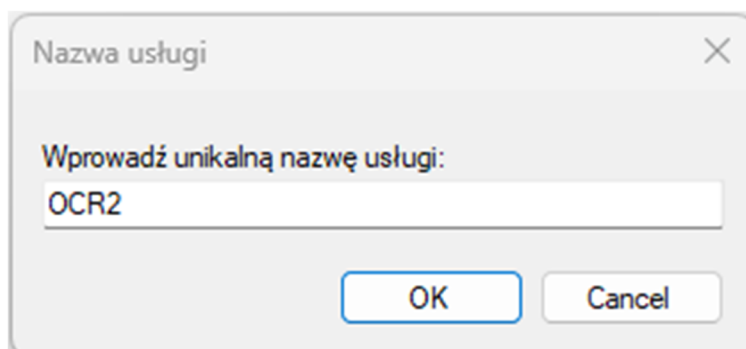 Nazwa usługi
Wprowadź unikalną nazwę usługi:
OCR2
OK
Cancel